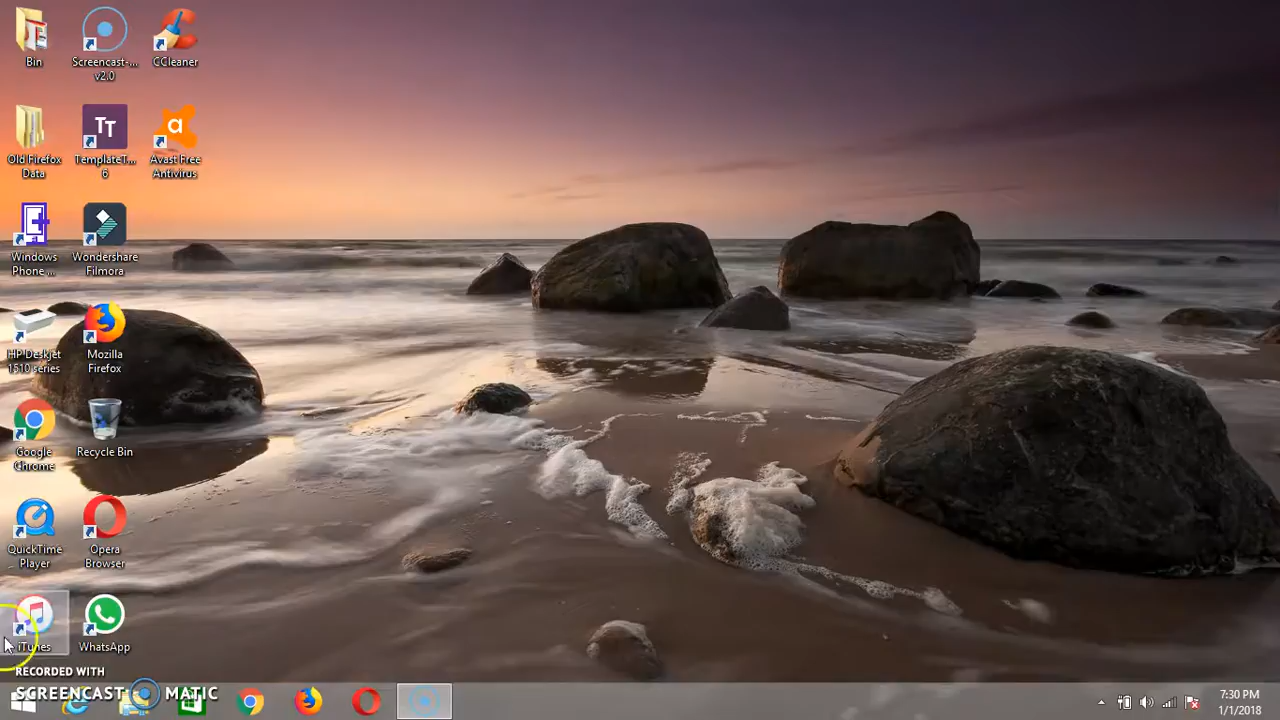 Bin
Screencast-...
v2.0
CCleaner
Old Firefox
Data
TT
TemplateT...
6
a
Avast Free
Antivirus
Windows
Phone ...
Wondershare
Filmora
HP Deskjet
1510 series
Mozilla
Firefox
Google
Chrome
Recycle Bin
QuickTime
Player
Opera
Browser
iTunes
WhatsApp
RECORDED WITH
SCREENCAST MATIC
7:30 PM
1/1/2018